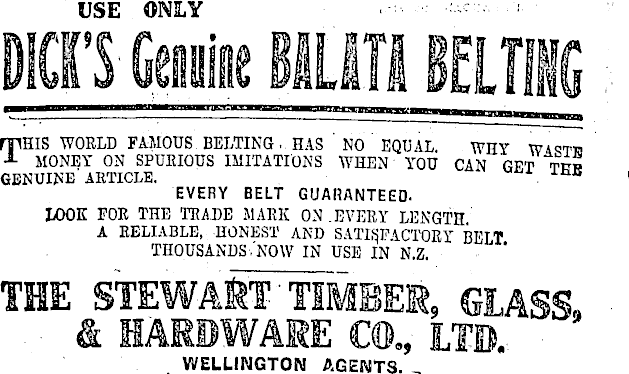 USE ONLY
DICK'S Genuine BALATA BELTING
THIS WORLD FAMOUS BELTING HAS NO EQUAL. WHY WASTE
MONEY ON SPURIOUS IMITATIONS WHEN YOU CAN GET THE
GENUINE ARTICLE.
EVERY BELT GUARANTEED.
LOOK FOR THE TRADE MARK ON EVERY LENGTH.
A RELIABLE, HONEST AND SATISFACTORY BELT.
THOUSANDS NOW IN USE IN N.Z.
THE STEWART TIMBER, GLASS,
& HARDWARE CO., LTD.
WELLINGTON AGENTS.